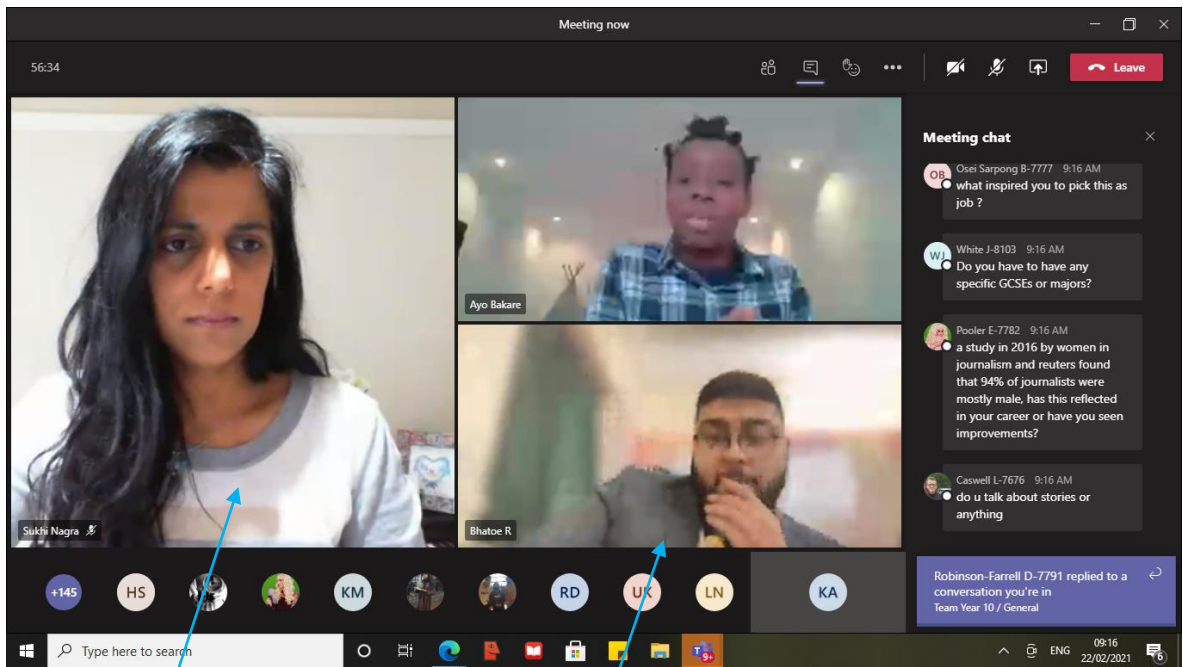 Meeting now
56:34
Leave
Ayo Bakare
Sukhi Nagra
Bhatoe R
Meeting chat
OB
Osei Sarpong B-7777 9:16 AM
what inspired you to pick this as
job ?
WJ
White J-8103 9:16 AM
Do you have to have any
specific GCSEs or majors?
Pooler E-7782 9:16 AM
a study in 2016 by women in
journalism and reuters found
that 94% of journalists were
mostly male, has this reflected
in your career or have you seen
improvements?
Caswell L-7676 9:16 AM
do u talk about stories or
anything
+145
HS
KM
RD
UK
LN
KA
Robinson-Farrell D-7791 replied to a
conversation you're in
Team Year 10 / General
Type here to search
9+
ENG
09:16
22/02/2021
6